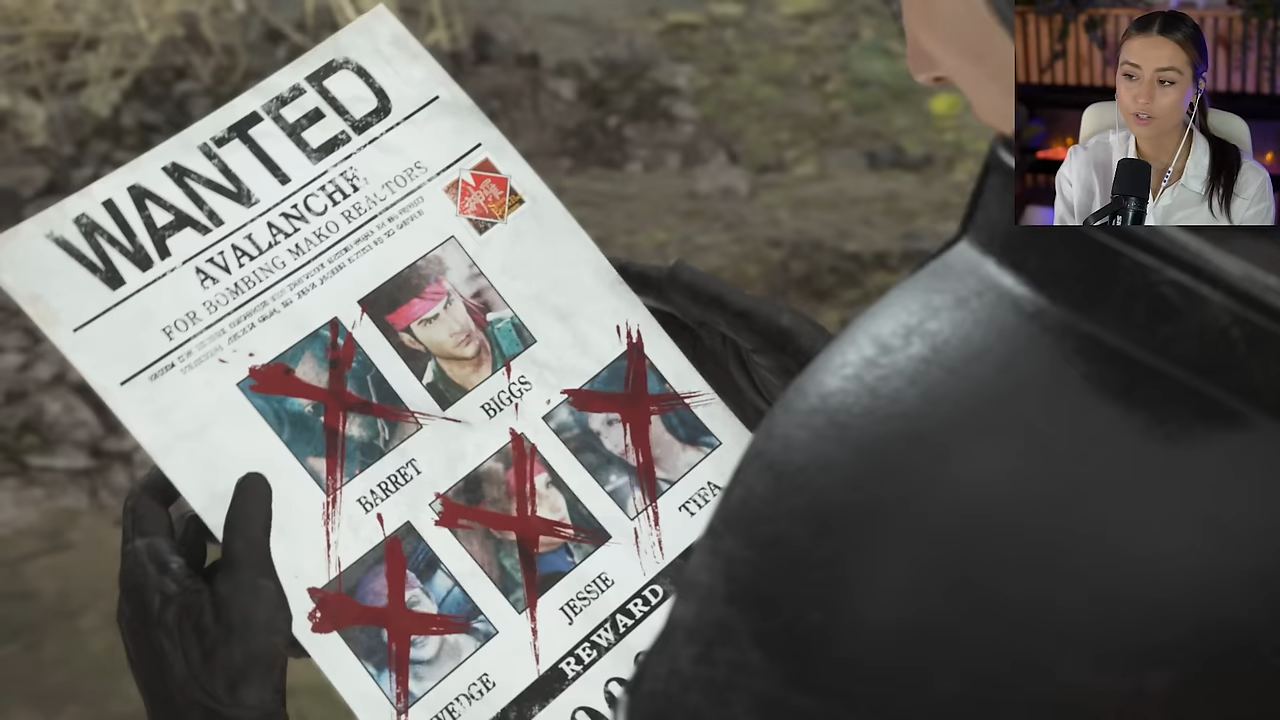 WANTED
AVALANCHE
FOR BOMBING MAKO REACTORS
BIGGS
BARRET
TIFA
JESSIE
WEDGE
REWARD